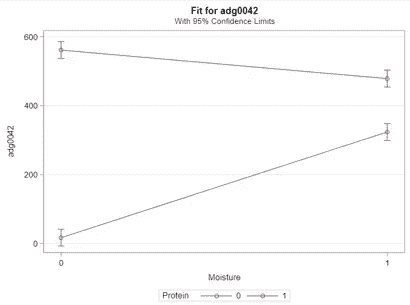 Fit for adg0042
With 95% Confidence Limits
600
400
200
0
adg0042
0 1
Moisture
Protein 0 1